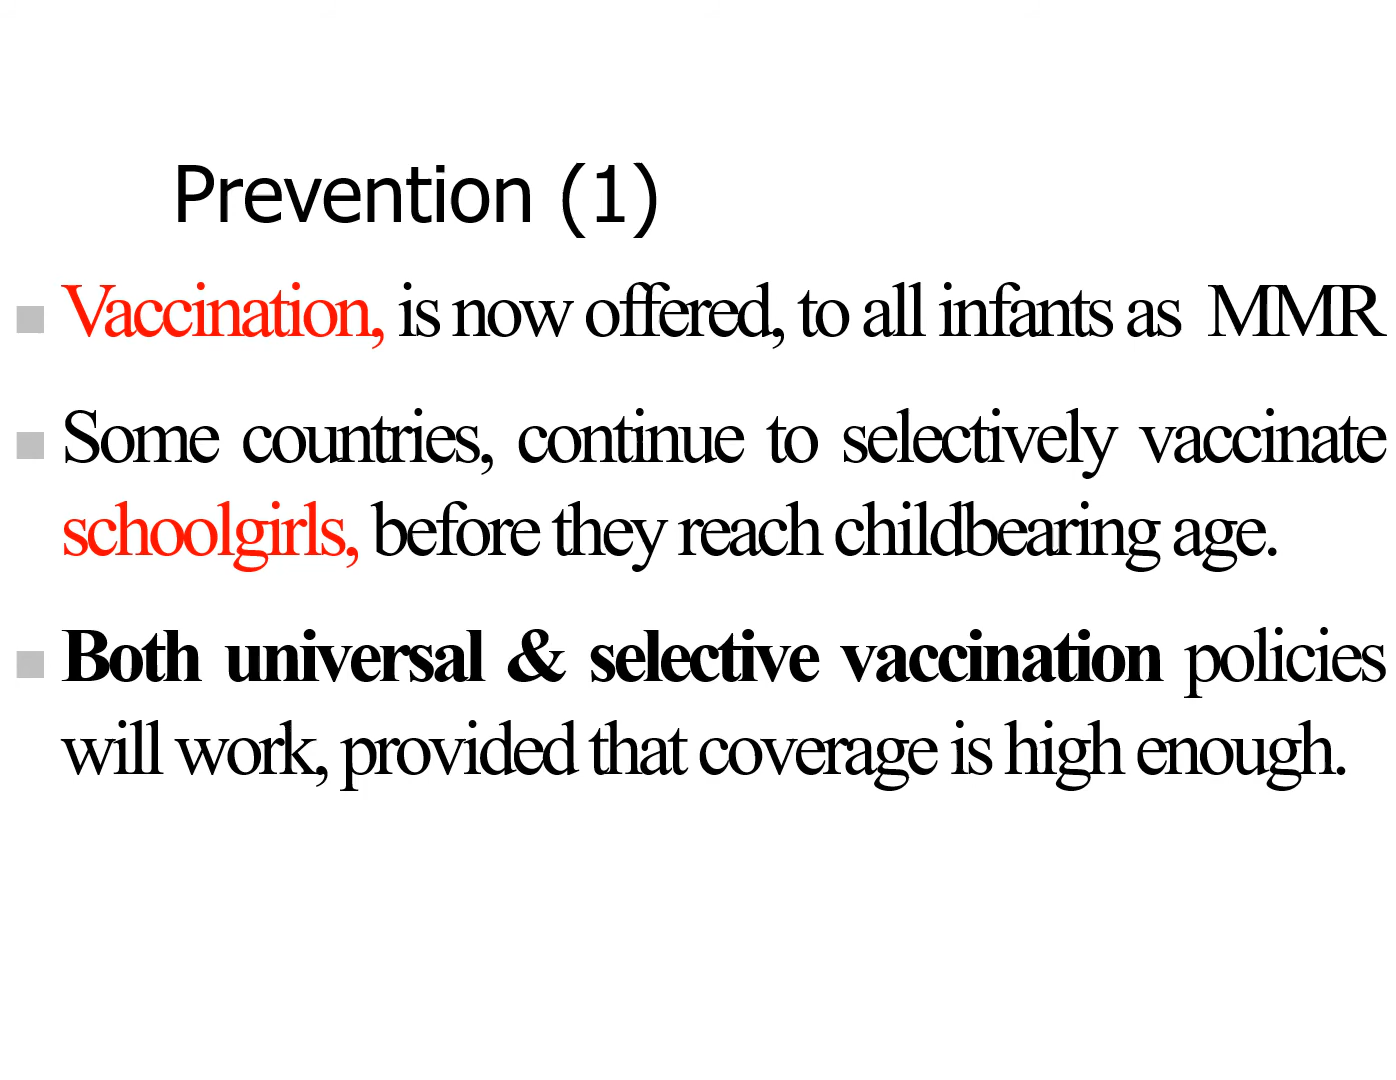 Prevention (1)
Vaccination, is now offered, to all infants as MMR
Some countries, continue to selectively vaccinate
schoolgirls, before they reach childbearing age.
Both universal & selective vaccination policies
will work, provided that coverage is high enough.